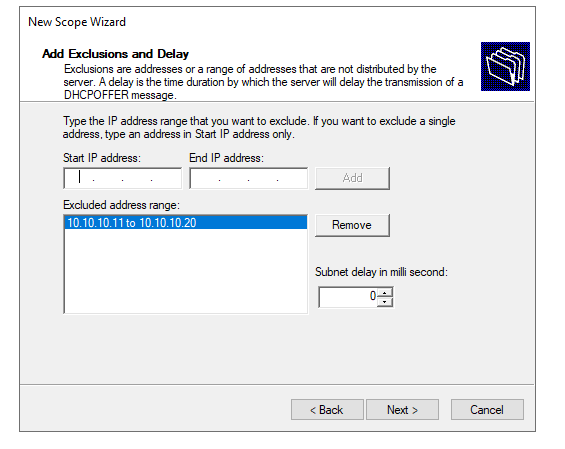 New Scope Wizard
Add Exclusions and Delay
Exclusions are addresses or a range of addresses that are not distributed by the
server. A delay is the time duration by which the server will delay the transmission of a
DHCPOFFER message.
Type the IP address range that you want to exclude. If you want to exclude a single
address, type an address in Start IP address only.
Start IP address: End IP address:
. . . . . . Add
Excluded address range:
10.10.10.11 to 10.10.10.20 Remove
Subnet delay in milli second:
0
< Back Next > Cancel